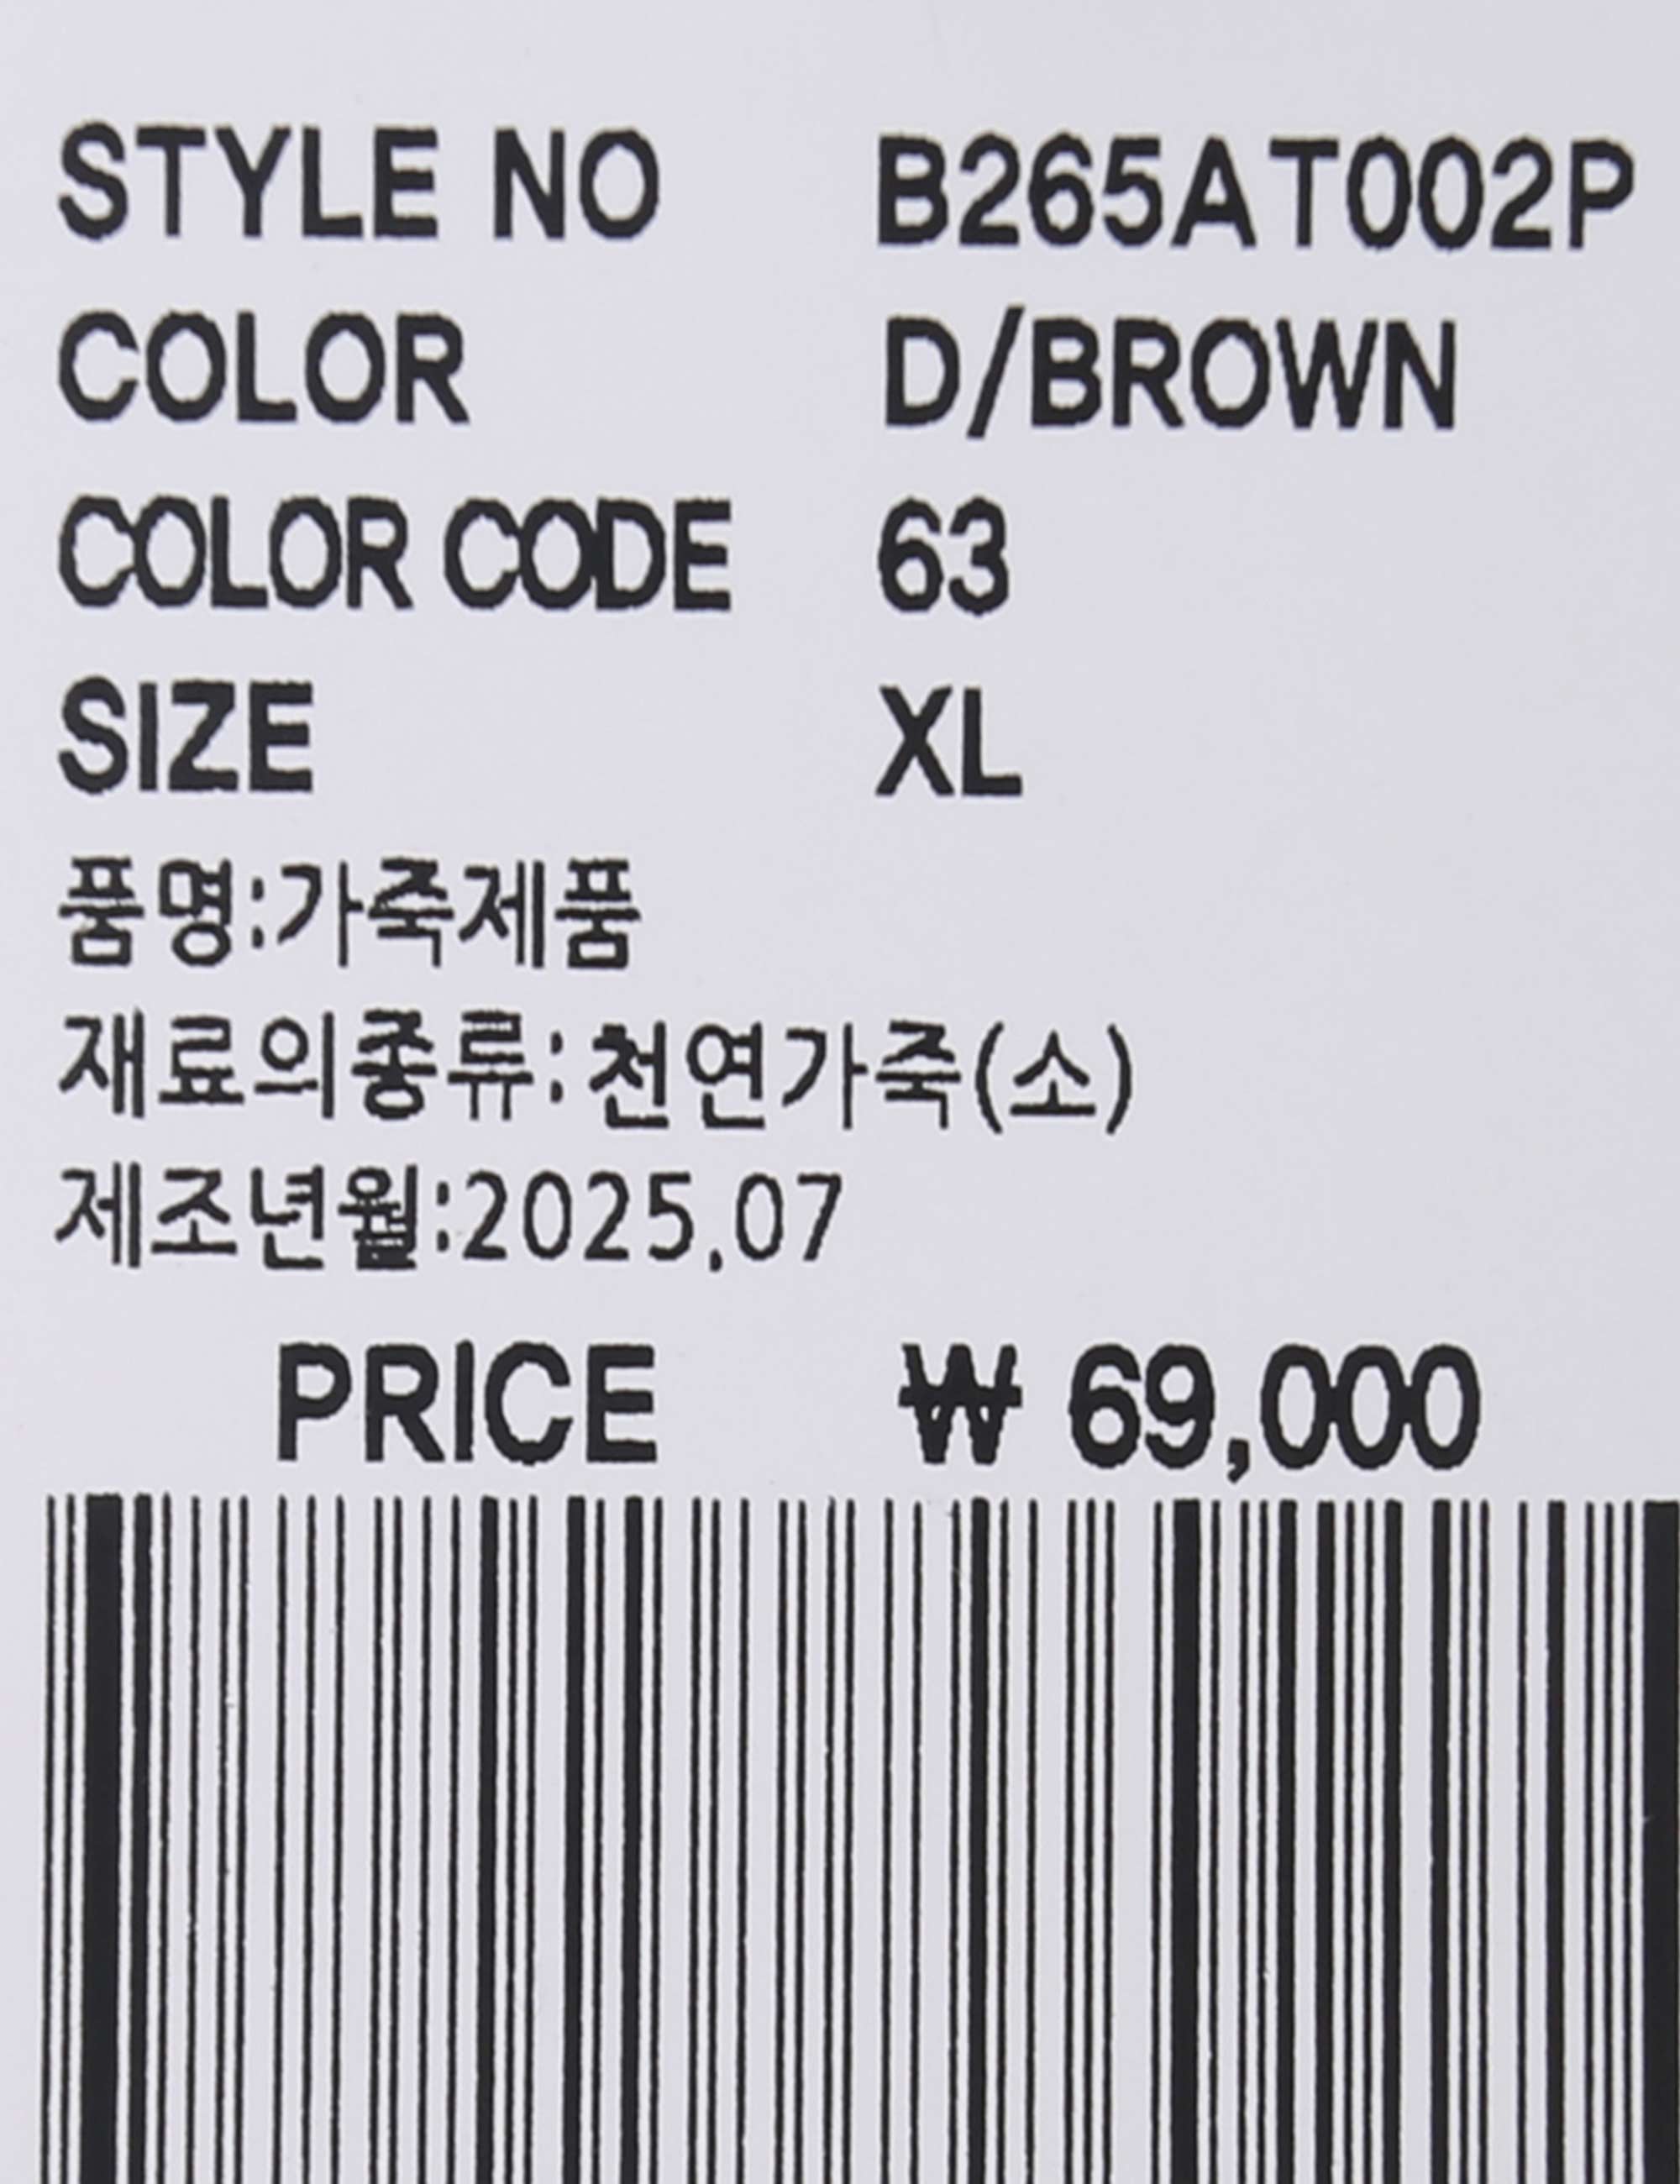 STYLE NO B265AT002P
COLOR D/BROWN
COLOR CODE 63
SIZE XL
품명:가죽제품
재료의종류:천연가죽(소)
제조년월:2025.07
PRICE ₩ 69,000